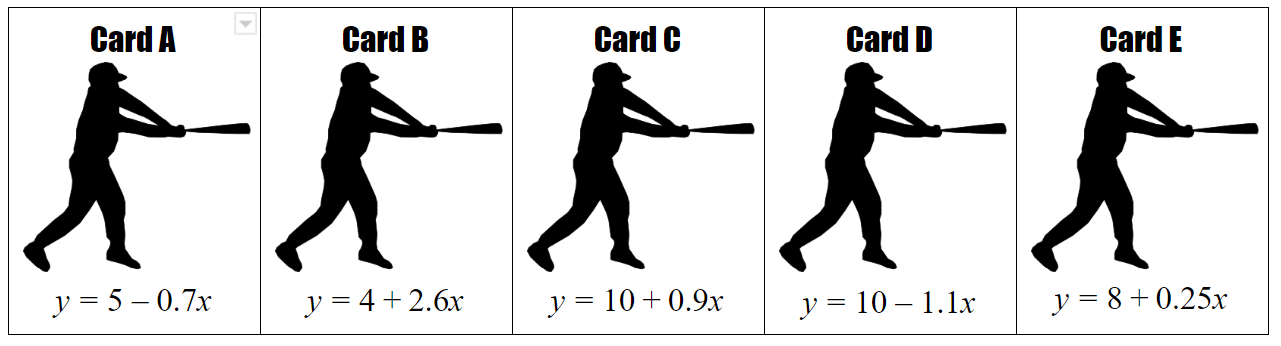 Card A
y = 5 – 0.7x
Card B
y = 4 + 2.6x
Card C
y = 10 + 0.9x
Card D
y = 10 – 1.1x
Card E
y = 8 + 0.25x